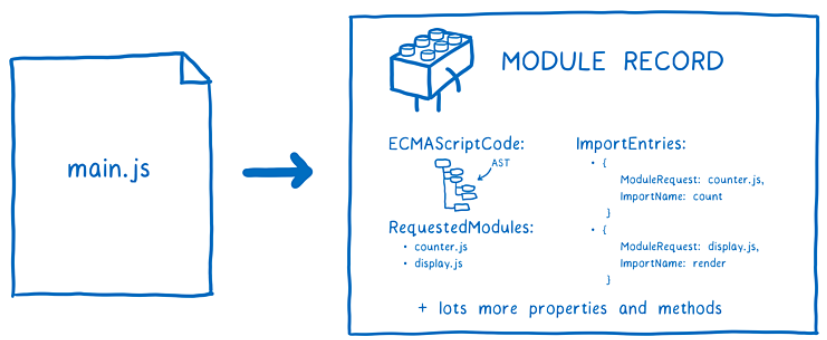 main.js
MODULE RECORD
ECMAScriptCode:
AST
RequestedModules:
• counter.js
• display.js
ImportEntries:
• {
ModuleRequest: counter.js,
ImportName: count
}
• {
ModuleRequest: display.js,
ImportName: render
}
+ lots more properties and methods